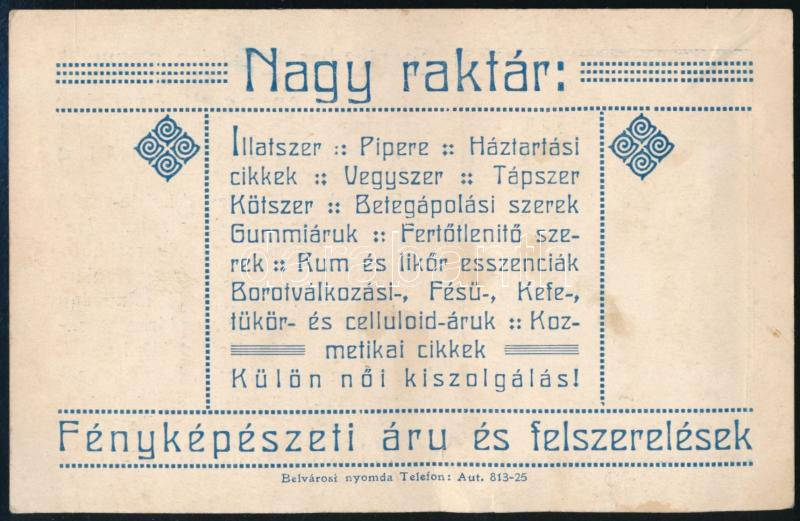 Nagy raktár:
Illatszer :: Pipere :: Háztartási
cikkek :: Vegyszer :: Tápszer
Kötszer :: Betegápolási szerek
Gummiáruk :: Fertőtlenitő sze-
rek :: Rum és likőr esszenciák
Borotválkozási-, Fésü-, Kefe-,
tükör- és celluloid-áruk :: Koz-
metikai cikkek
Külön női kiszolgálás!
Fényképészeti áru és felszerelések
Belvárosi nyomda Telefon: Aut. 813-25
darabanth